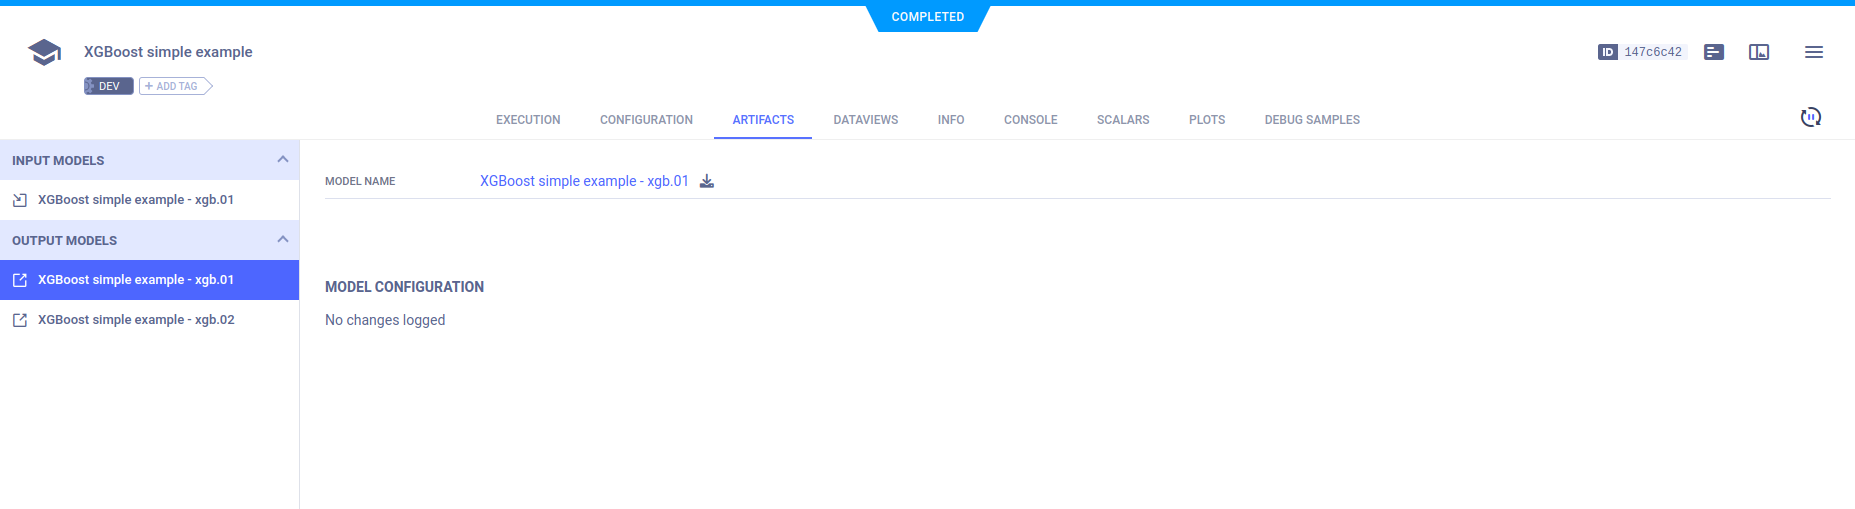 COMPLETED
XGBoost simple example
ID 147c6c42
DEV + ADD TAG
EXECUTION CONFIGURATION ARTIFACTS DATAVIEWS INFO CONSOLE SCALARS PLOTS DEBUG SAMPLES
INPUT MODELS
XGBoost simple example - xgb.01
OUTPUT MODELS
XGBoost simple example - xgb.01
XGBoost simple example - xgb.02
MODEL NAME XGBoost simple example - xgb.01
MODEL CONFIGURATION
No changes logged